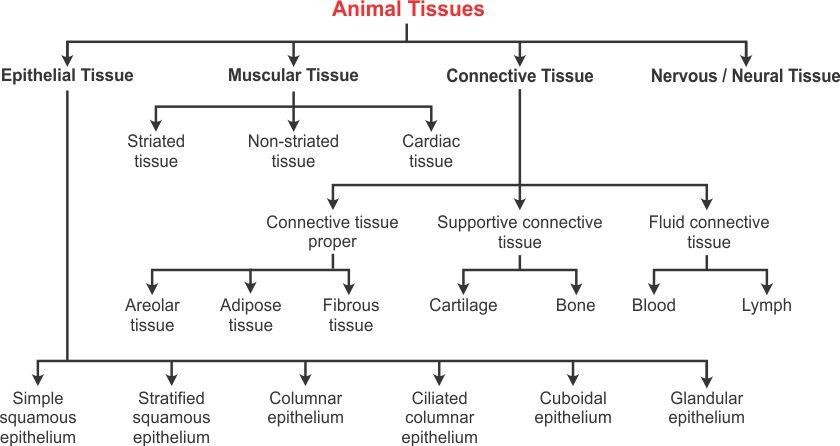 Animal Tissues
Epithelial Tissue
Muscular Tissue
Connective Tissue
Nervous / Neural Tissue
Striated
tissue
Non-striated
tissue
Cardiac
tissue
Connective tissue
proper
Supportive connective
tissue
Fluid connective
tissue
Areolar
tissue
Adipose
tissue
Fibrous
tissue
Cartilage
Bone
Blood
Lymph
Simple
squamous
epithelium
Stratified
squamous
epithelium
Columnar
epithelium
Ciliated
columnar
epithelium
Cuboidal
epithelium
Glandular
epithelium